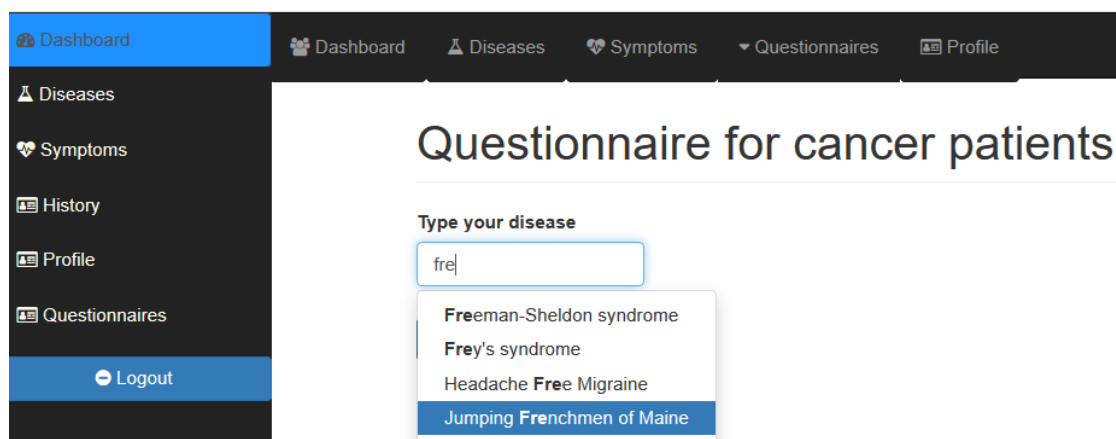 Dashboard
Diseases
Symptoms
History
Profile
Questionnaires
Logout
Dashboard Diseases Symptoms Questionnaires Profile
Questionnaire for cancer patients
Type your disease
fre
Freeman-Sheldon syndrome
Frey's syndrome
Headache Free Migraine
Jumping Frenchmen of Maine